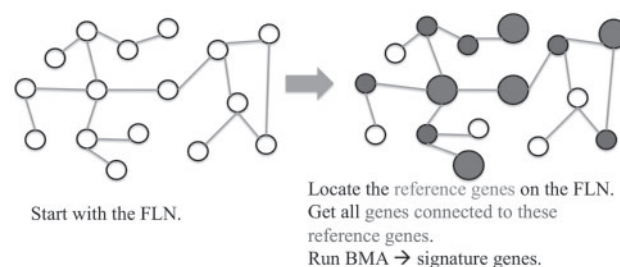 Start with the FLN.
Locate the reference genes on the FLN.
Get all genes connected to these
reference genes.
Run BMA → signature genes.